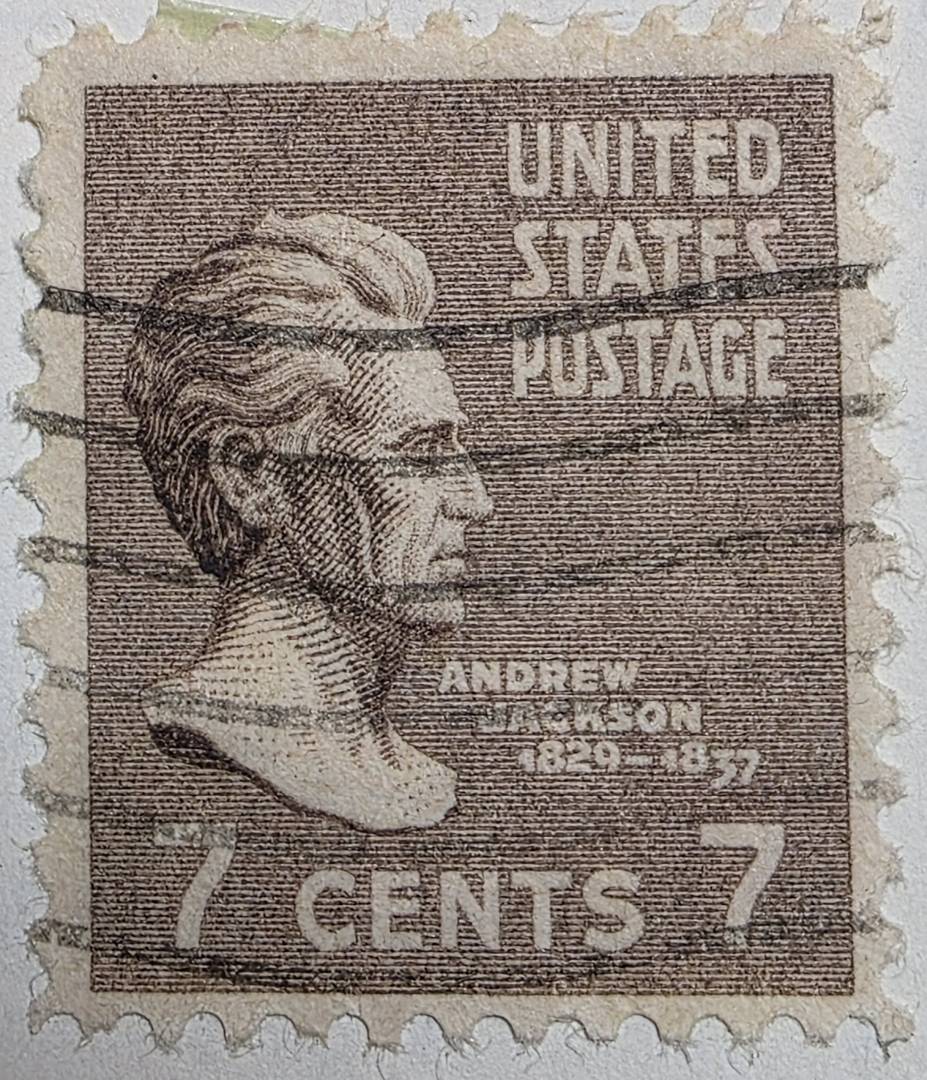 UNITED
STATES
POSTAGE
ANDREW
JACKSON
1829-1837
7 CENTS 7